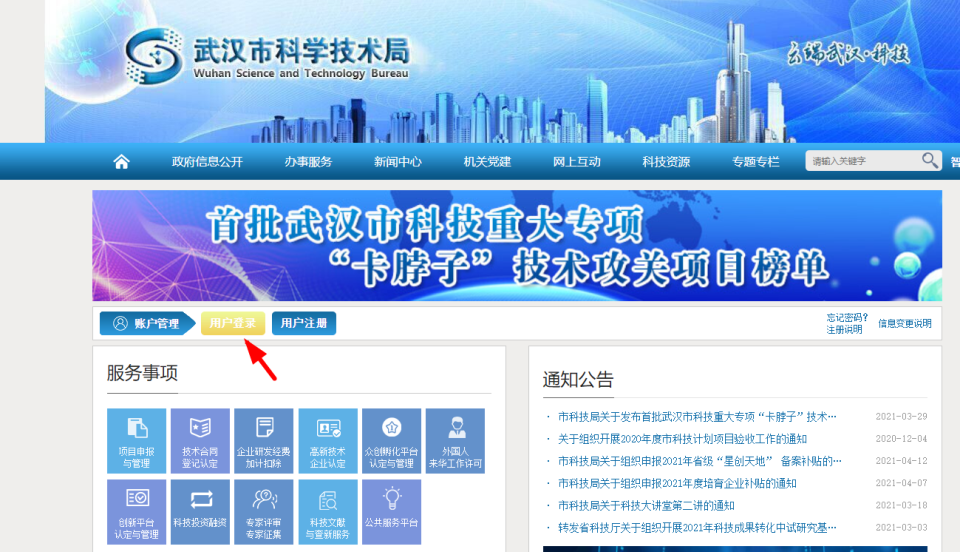 武汉市科学技术局
Wuhan Science and Technology Bureau
云端武汉·科技
政府信息公开 办事服务 新闻中心 机关党建 网上互动 科技资源 专题专栏 请输入关键字 智
首批武汉市科技重大专项
“卡脖子”技术攻关项目榜单
账户管理 用户登录 用户注册
忘记密码?
注册说明
信息变更说明
服务事项
项目申报
与管理
技术合同
登记认定
企业研发经费
加计扣除
高新技术
企业认定
众创孵化平台
认定与管理
外国人
来华工作许可
创新平台
认定与管理
科技投资融资
专家评审
专家征集
科技文献
与查新服务
公共服务平台
通知公告
· 市科技局关于发布首批武汉市科技重大专项“卡脖子”技术… 2021-03-29
· 关于组织开展2020年度市科技计划项目验收工作的通知 2020-12-04
· 市科技局关于组织申报2021年省级“星创天地” 备案补贴的… 2021-04-12
· 市科技局关于组织申报2021年度培育企业补贴的通知 2021-04-07
· 市科技局关于科技大讲堂第二讲的通知 2021-03-18
· 转发省科技厅关于组织开展2021年科技成果转化中试研究基… 2021-03-03